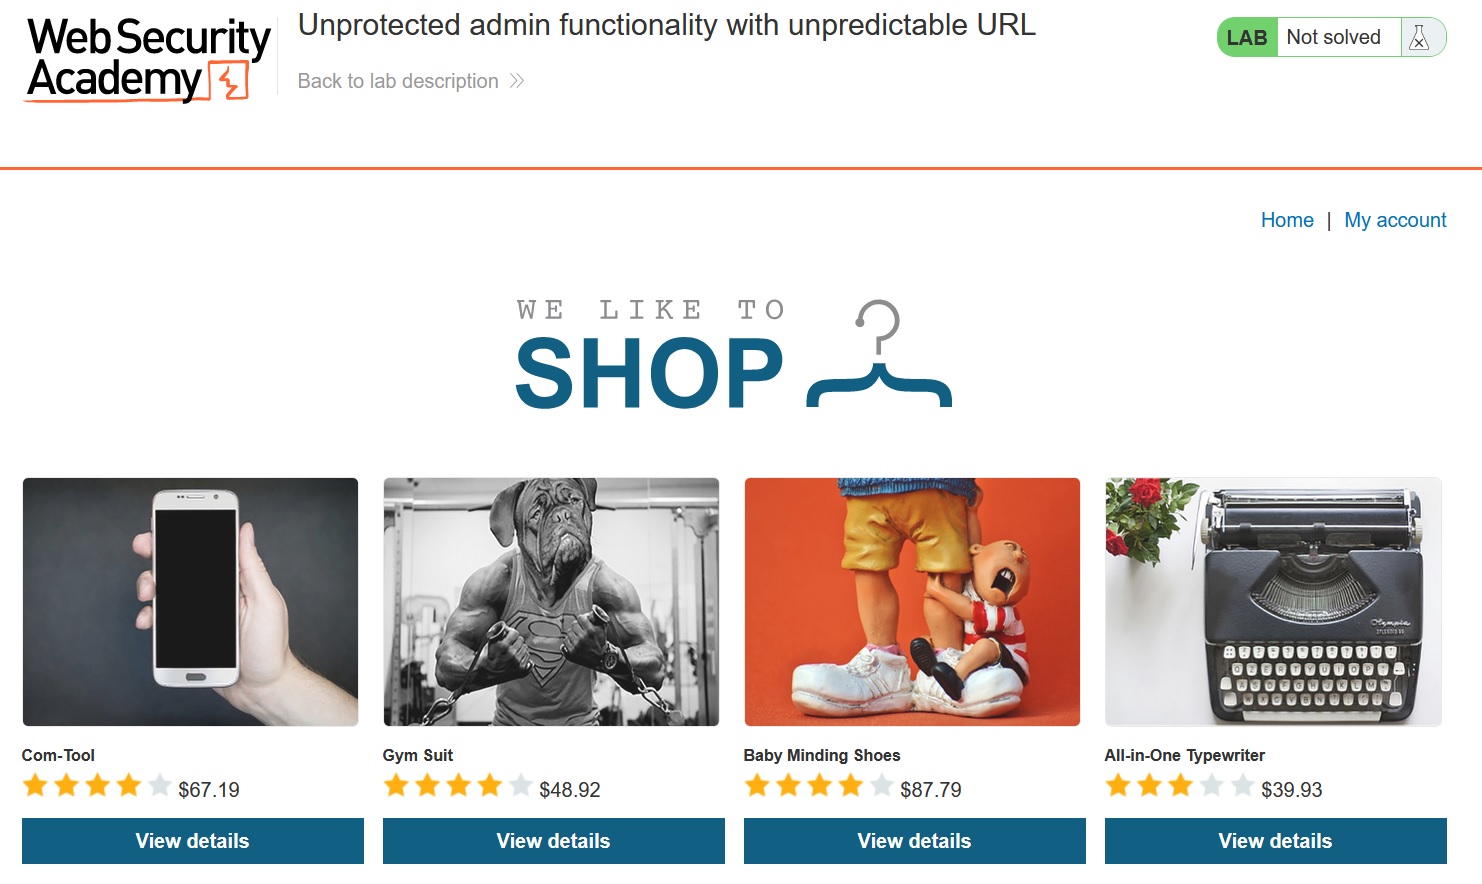 Web Security
Academy
Unprotected admin functionality with unpredictable URL
Back to lab description
LAB Not solved
Home | My account
WE LIKE TO
SHOP
Com-Tool
$67.19
View details
Gym Suit
$48.92
View details
Baby Minding Shoes
$87.79
View details
Olympia
All-in-One Typewriter
$39.93
View details